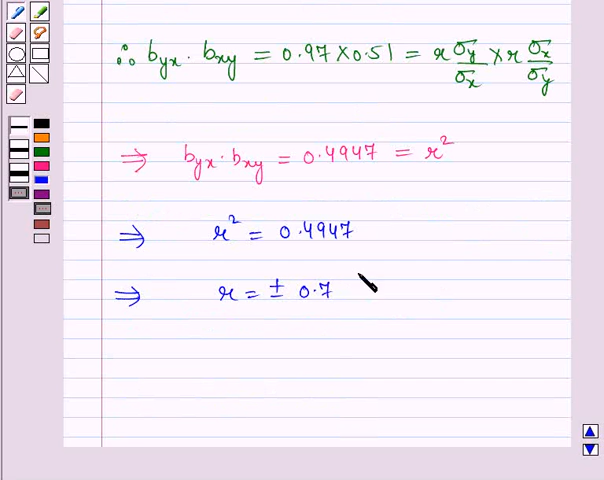 ∴ byx · bxy = 0.97 × 0.51 = r σy/σx × r σx/σy
⇒ byx · bxy = 0.4947 = r²
⇒ r² = 0.4947
⇒ r = ± 0.7